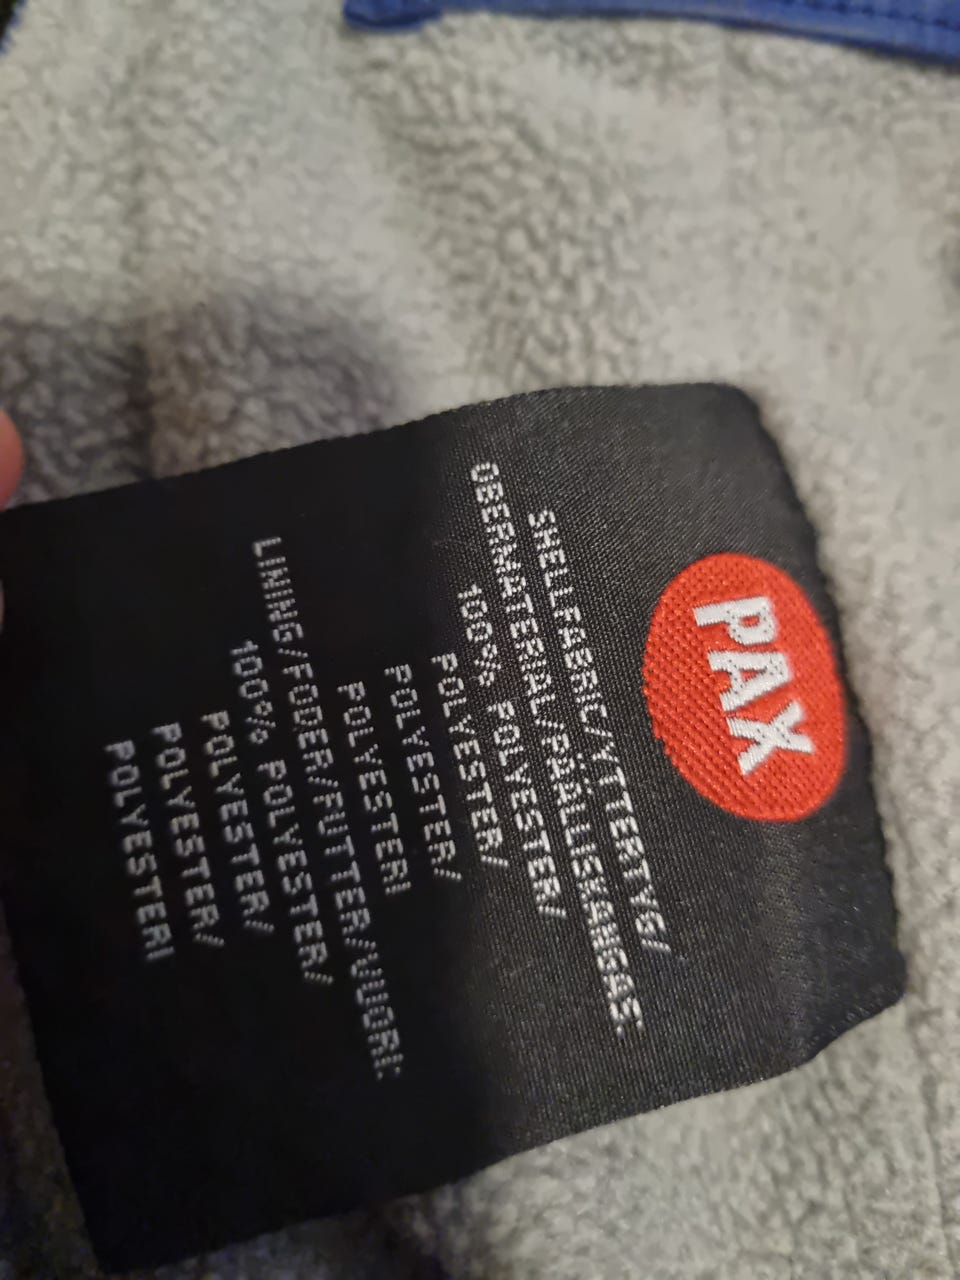 PAX
SHELLFABRIC/YTTERTYG/
OBERMATERIAL/PÄÄLLISKANGAS:
100% POLYESTER/
POLYESTER/
POLYESTER/
POLYESTERI
LINING/FODER/FUTTER/VUORI:
100% POLYESTER/
POLYESTER/
POLYESTER/
POLYESTERI